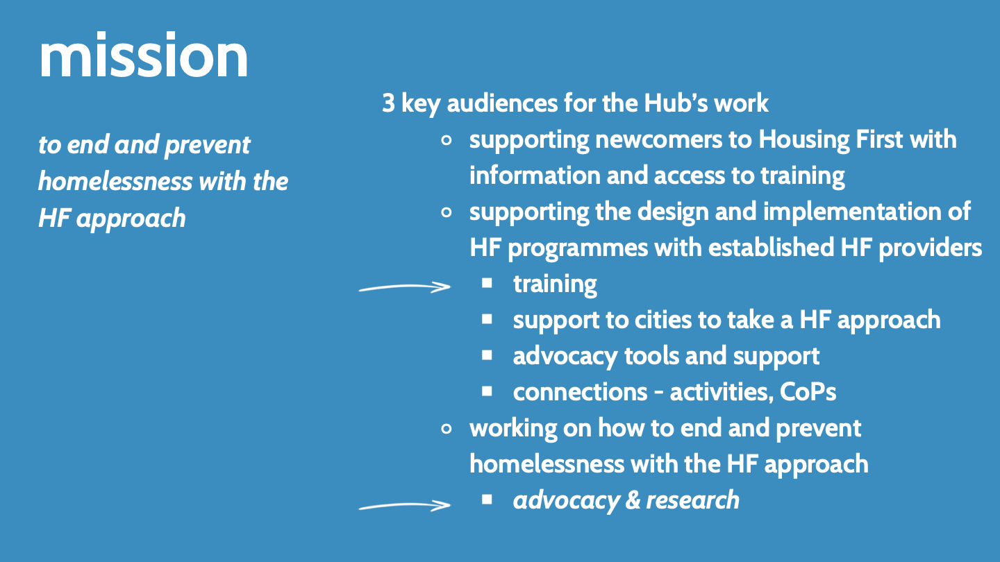 mission
to end and prevent
homelessness with the
HF approach
3 key audiences for the Hub’s work
supporting newcomers to Housing First with
information and access to training
supporting the design and implementation of
HF programmes with established HF providers
training
support to cities to take a HF approach
advocacy tools and support
connections - activities, CoPs
working on how to end and prevent
homelessness with the HF approach
advocacy & research